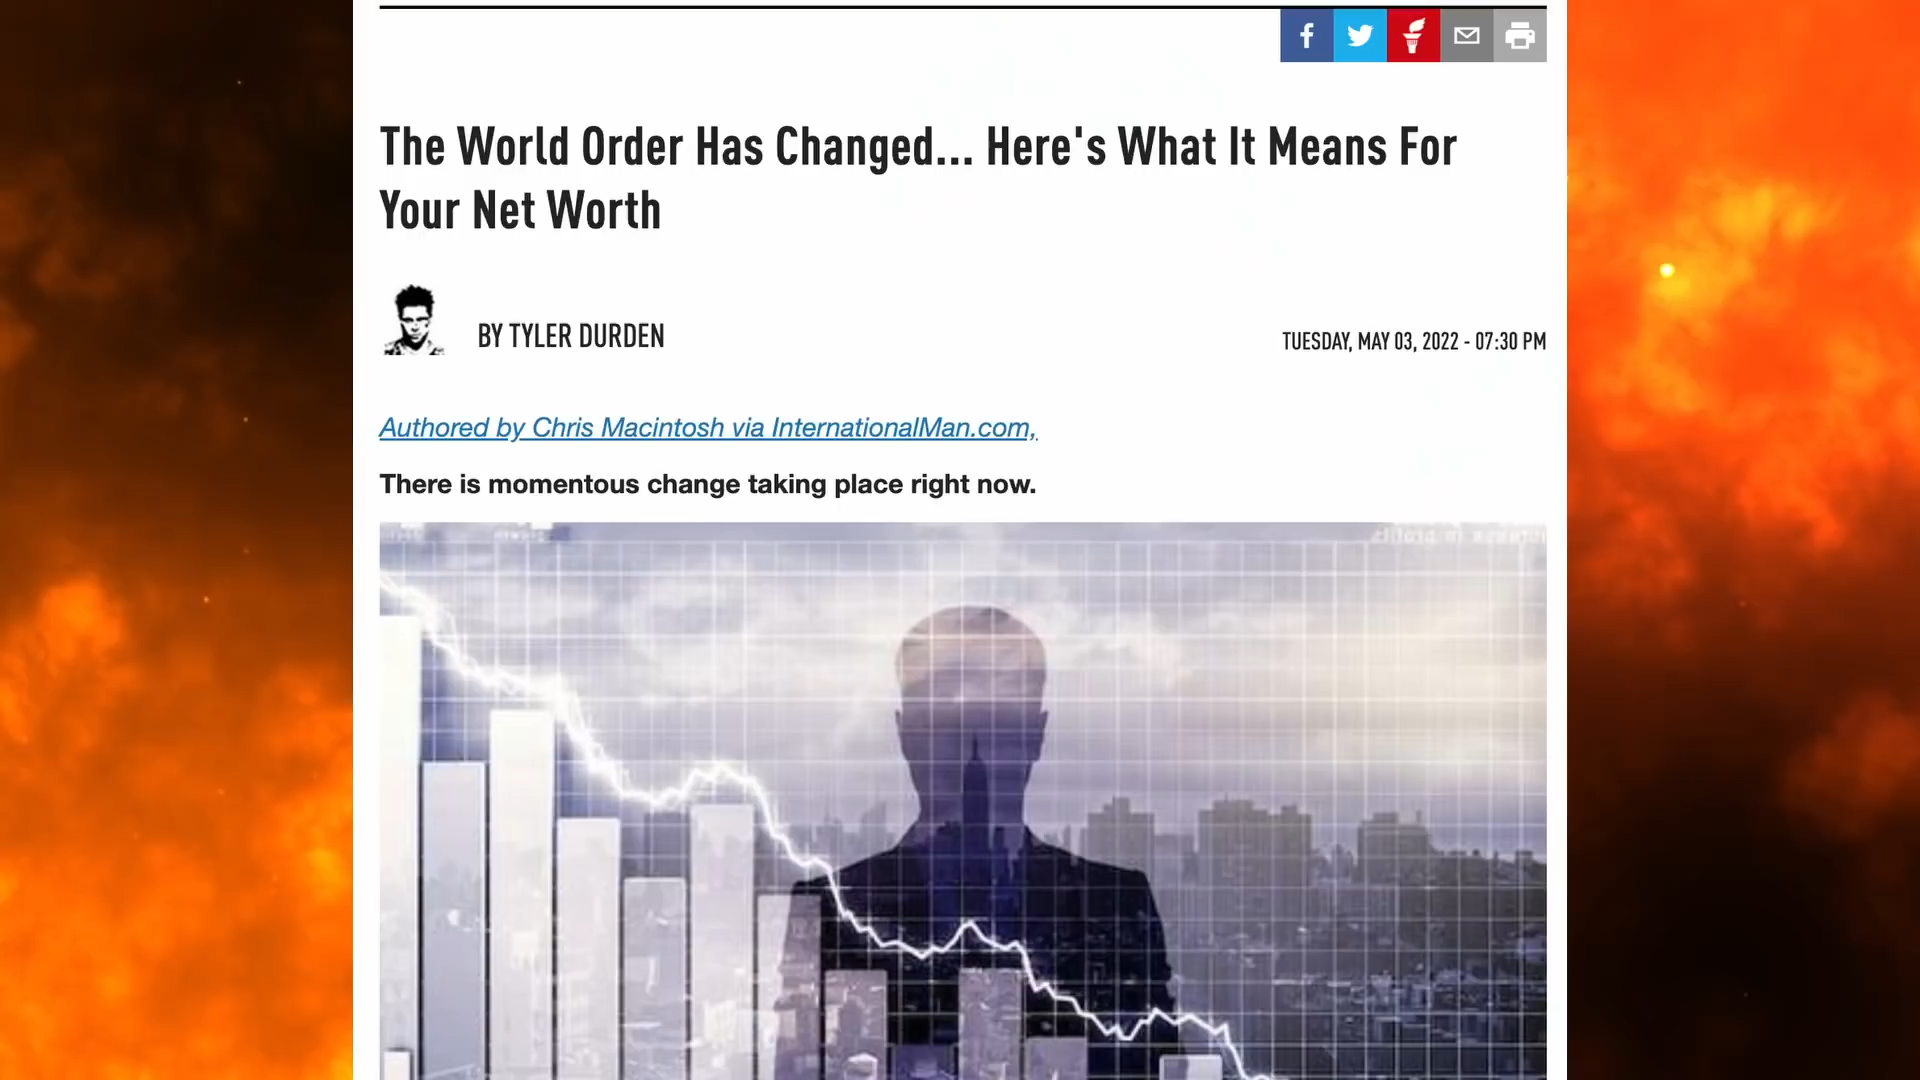 The World Order Has Changed... Here's What It Means For
Your Net Worth
BY TYLER DURDEN
TUESDAY, MAY 03, 2022 - 07:30 PM
Authored by Chris Macintosh via InternationalMan.com,
There is momentous change taking place right now.